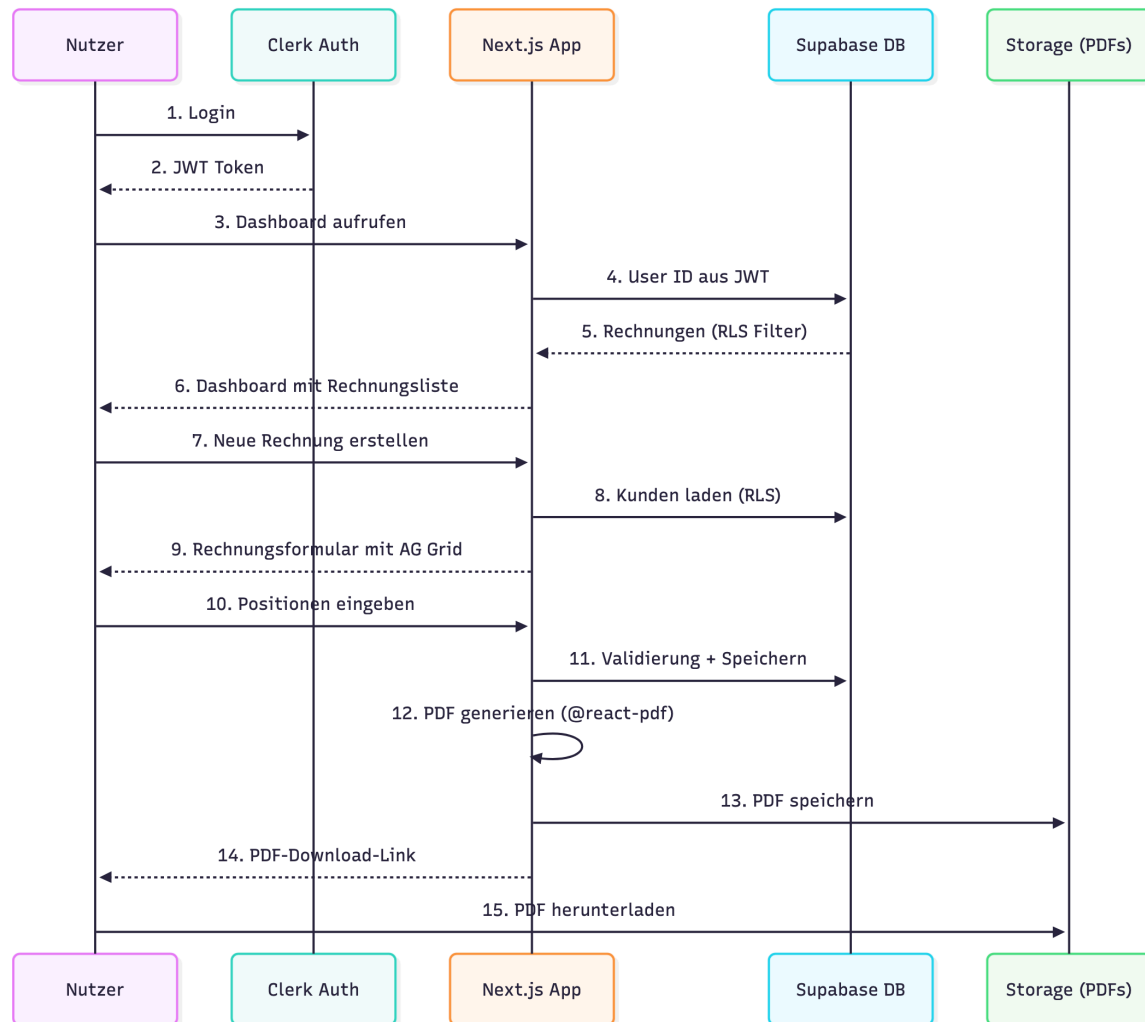 Nutzer
Clerk Auth
Next.js App
Supabase DB
Storage (PDFs)
1. Login
2. JWT Token
3. Dashboard aufrufen
4. User ID aus JWT
5. Rechnungen (RLS Filter)
6. Dashboard mit Rechnungsliste
7. Neue Rechnung erstellen
8. Kunden laden (RLS)
9. Rechnungsformular mit AG Grid
10. Positionen eingeben
11. Validierung + Speichern
12. PDF generieren (@react-pdf)
13. PDF speichern
14. PDF-Download-Link
15. PDF herunterladen
Nutzer
Clerk Auth
Next.js App
Supabase DB
Storage (PDFs)